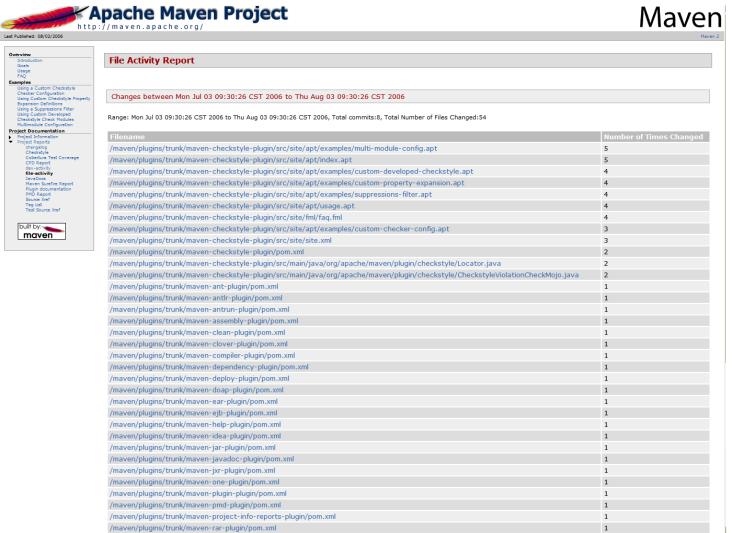 Apache Maven Project
http://maven.apache.org/
Maven
Last Published: 08/02/2006
Maven 2
Overview
Introduction
Goals
Usage
FAQ
Examples
Using a Custom Checkstyle
Checker Configuration
Using Custom Checkstyle Property
Expansion Definitions
Using a Suppressions Filter
Using Custom Developed
Checkstyle Check Modules
Multimodule Configuration
Project Documentation
Project Information
Project Reports
changelog
Checkstyle
Cobertura Test Coverage
CPD Report
dev-activity
file-activity
JavaDocs
Maven Surefire Report
Plugin documentation
PMD Report
Source Xref
Tag List
Test Source Xref
built by:
maven
File Activity Report
Changes between Mon Jul 03 09:30:26 CST 2006 to Thu Aug 03 09:30:26 CST 2006
Range: Mon Jul 03 09:30:26 CST 2006 to Thu Aug 03 09:30:26 CST 2006, Total commits:8, Total Number of Files Changed:54
Filename Number of Times Changed
/maven/plugins/trunk/maven-checkstyle-plugin/src/site/apt/examples/multi-module-config.apt 5
/maven/plugins/trunk/maven-checkstyle-plugin/src/site/apt/index.apt 5
/maven/plugins/trunk/maven-checkstyle-plugin/src/site/apt/examples/custom-developed-checkstyle.apt 4
/maven/plugins/trunk/maven-checkstyle-plugin/src/site/apt/examples/custom-property-expansion.apt 4
/maven/plugins/trunk/maven-checkstyle-plugin/src/site/apt/examples/suppressions-filter.apt 4
/maven/plugins/trunk/maven-checkstyle-plugin/src/site/apt/usage.apt 4
/maven/plugins/trunk/maven-checkstyle-plugin/src/site/fml/faq.fml 4
/maven/plugins/trunk/maven-checkstyle-plugin/src/site/apt/examples/custom-checker-config.apt 3
/maven/plugins/trunk/maven-checkstyle-plugin/src/site/site.xml 3
/maven/plugins/trunk/maven-checkstyle-plugin/pom.xml 2
/maven/plugins/trunk/maven-checkstyle-plugin/src/main/java/org/apache/maven/plugin/checkstyle/Locator.java 2
/maven/plugins/trunk/maven-checkstyle-plugin/src/main/java/org/apache/maven/plugin/checkstyle/CheckstyleViolationCheckMojo.java 2
/maven/plugins/trunk/maven-ant-plugin/pom.xml 1
/maven/plugins/trunk/maven-antlr-plugin/pom.xml 1
/maven/plugins/trunk/maven-antrun-plugin/pom.xml 1
/maven/plugins/trunk/maven-assembly-plugin/pom.xml 1
/maven/plugins/trunk/maven-clean-plugin/pom.xml 1
/maven/plugins/trunk/maven-clover-plugin/pom.xml 1
/maven/plugins/trunk/maven-compiler-plugin/pom.xml 1
/maven/plugins/trunk/maven-dependency-plugin/pom.xml 1
/maven/plugins/trunk/maven-deploy-plugin/pom.xml 1
/maven/plugins/trunk/maven-doap-plugin/pom.xml 1
/maven/plugins/trunk/maven-ear-plugin/pom.xml 1
/maven/plugins/trunk/maven-ejb-plugin/pom.xml 1
/maven/plugins/trunk/maven-help-plugin/pom.xml 1
/maven/plugins/trunk/maven-idea-plugin/pom.xml 1
/maven/plugins/trunk/maven-jar-plugin/pom.xml 1
/maven/plugins/trunk/maven-javadoc-plugin/pom.xml 1
/maven/plugins/trunk/maven-jxr-plugin/pom.xml 1
/maven/plugins/trunk/maven-one-plugin/pom.xml 1
/maven/plugins/trunk/maven-plugin-plugin/pom.xml 1
/maven/plugins/trunk/maven-pmd-plugin/pom.xml 1
/maven/plugins/trunk/maven-project-info-reports-plugin/pom.xml 1
/maven/plugins/trunk/maven-rar-plugin/pom.xml 1